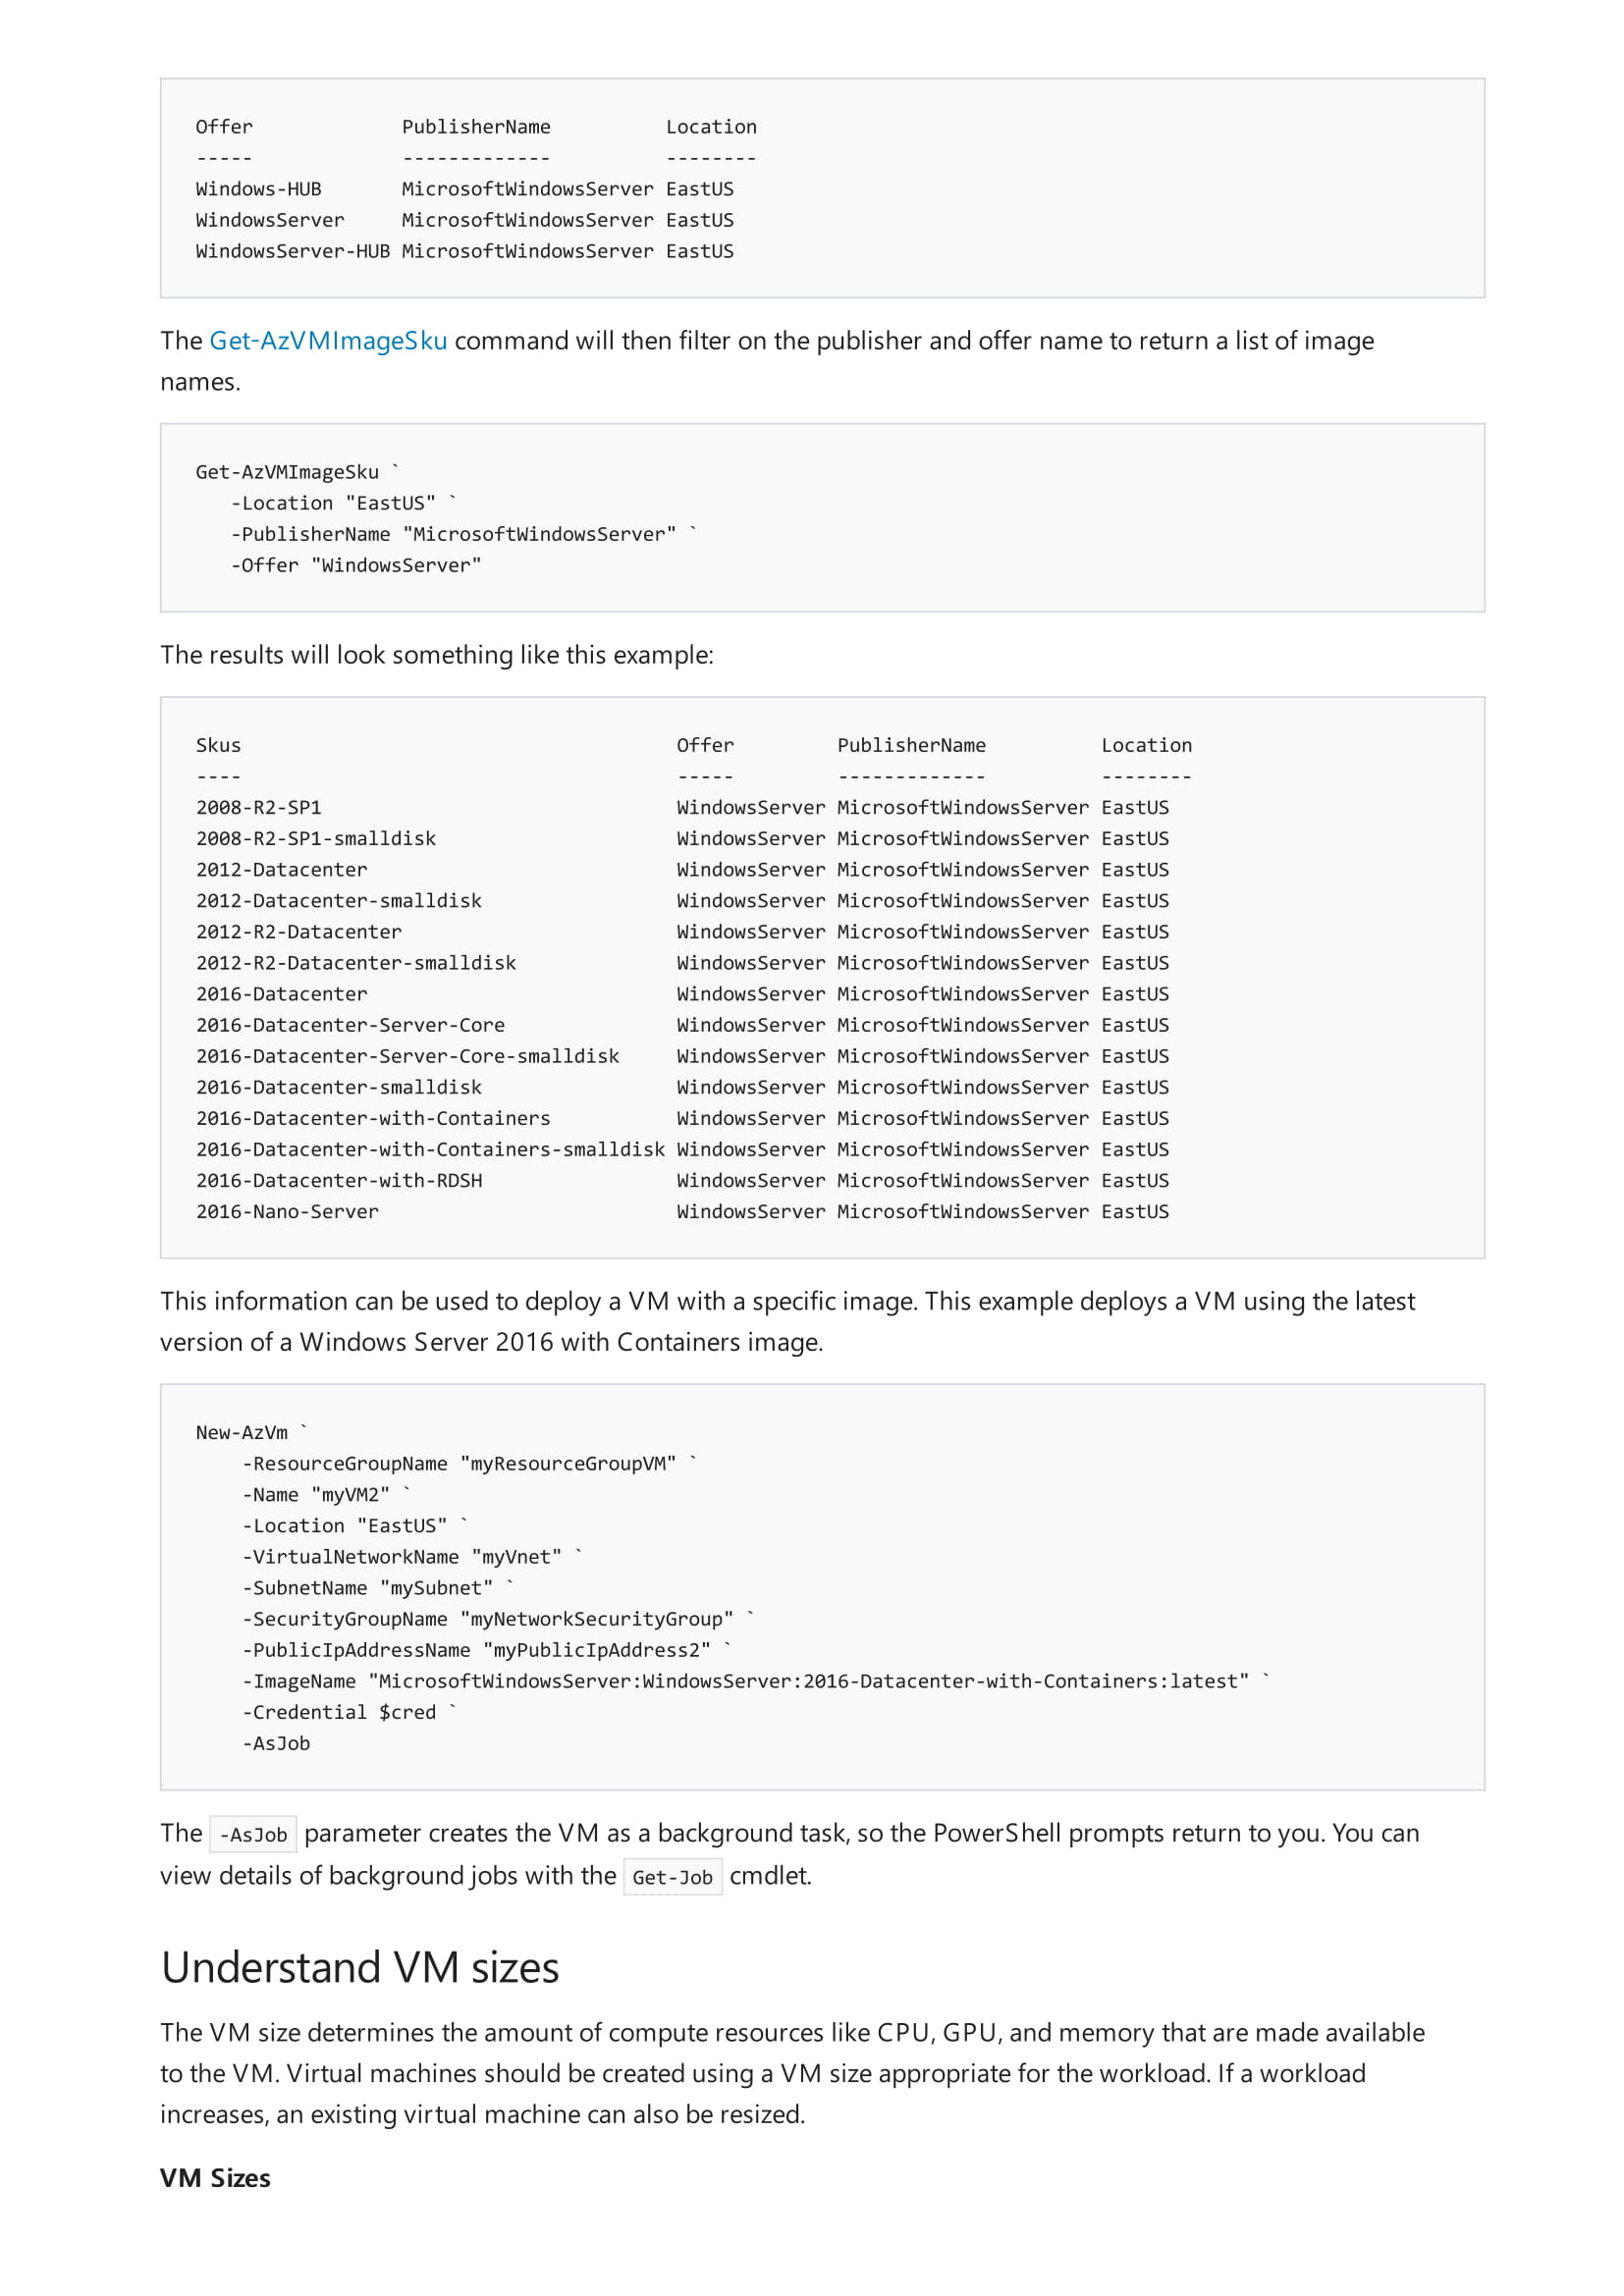 Offer             PublisherName          Location
-----             -------------          --------
Windows-HUB       MicrosoftWindowsServer EastUS
WindowsServer     MicrosoftWindowsServer EastUS
WindowsServer-HUB MicrosoftWindowsServer EastUS
The Get-AzVMImageSku command will then filter on the publisher and offer name to return a list of image
names.
Get-AzVMImageSku `
   -Location "EastUS" `
   -PublisherName "MicrosoftWindowsServer" `
   -Offer "WindowsServer"
The results will look something like this example:
Skus                                      Offer         PublisherName          Location
----                                      -----         -------------          --------
2008-R2-SP1                               WindowsServer MicrosoftWindowsServer EastUS
2008-R2-SP1-smalldisk                     WindowsServer MicrosoftWindowsServer EastUS
2012-Datacenter                           WindowsServer MicrosoftWindowsServer EastUS
2012-Datacenter-smalldisk                 WindowsServer MicrosoftWindowsServer EastUS
2012-R2-Datacenter                        WindowsServer MicrosoftWindowsServer EastUS
2012-R2-Datacenter-smalldisk              WindowsServer MicrosoftWindowsServer EastUS
2016-Datacenter                           WindowsServer MicrosoftWindowsServer EastUS
2016-Datacenter-Server-Core               WindowsServer MicrosoftWindowsServer EastUS
2016-Datacenter-Server-Core-smalldisk     WindowsServer MicrosoftWindowsServer EastUS
2016-Datacenter-smalldisk                 WindowsServer MicrosoftWindowsServer EastUS
2016-Datacenter-with-Containers           WindowsServer MicrosoftWindowsServer EastUS
2016-Datacenter-with-Containers-smalldisk WindowsServer MicrosoftWindowsServer EastUS
2016-Datacenter-with-RDSH                 WindowsServer MicrosoftWindowsServer EastUS
2016-Nano-Server                          WindowsServer MicrosoftWindowsServer EastUS
This information can be used to deploy a VM with a specific image. This example deploys a VM using the latest
version of a Windows Server 2016 with Containers image.
New-AzVm `
    -ResourceGroupName "myResourceGroupVM" `
    -Name "myVM2" `
    -Location "EastUS" `
    -VirtualNetworkName "myVnet" `
    -SubnetName "mySubnet" `
    -SecurityGroupName "myNetworkSecurityGroup" `
    -PublicIpAddressName "myPublicIpAddress2" `
    -ImageName "MicrosoftWindowsServer:WindowsServer:2016-Datacenter-with-Containers:latest" `
    -Credential $cred `
    -AsJob
The -AsJob parameter creates the VM as a background task, so the PowerShell prompts return to you. You can
view details of background jobs with the Get-Job cmdlet.
Understand VM sizes
The VM size determines the amount of compute resources like CPU, GPU, and memory that are made available
to the VM. Virtual machines should be created using a VM size appropriate for the workload. If a workload
increases, an existing virtual machine can also be resized.
VM Sizes